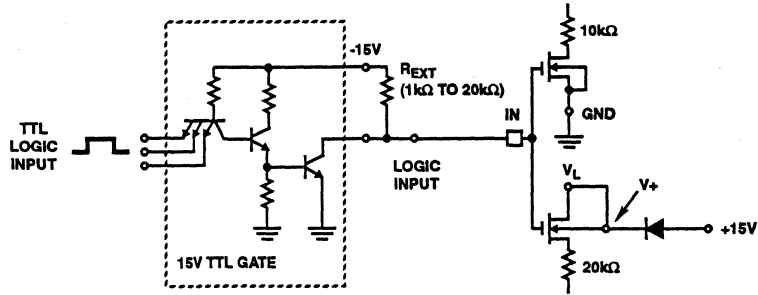 10kΩ
-15V
R_EXT
(1kΩ TO 20kΩ)
IN
GND
TTL
LOGIC
INPUT
LOGIC
INPUT
V_L
V+
+15V
15V TTL GATE
20kΩ